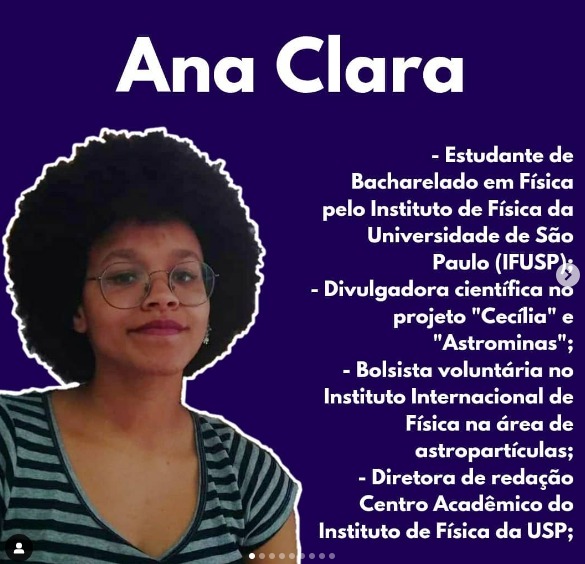 Ana Clara
- Estudante de
Bacharelado em Física
pelo Instituto de Física da
Universidade de São
Paulo (IFUSP);
- Divulgadora científica no
projeto "Cecília" e
"Astrominas";
- Bolsista voluntária no
Instituto Internacional de
Física na área de
astropartículas;
- Diretora de redação
Centro Acadêmico do
Instituto de Física da USP;